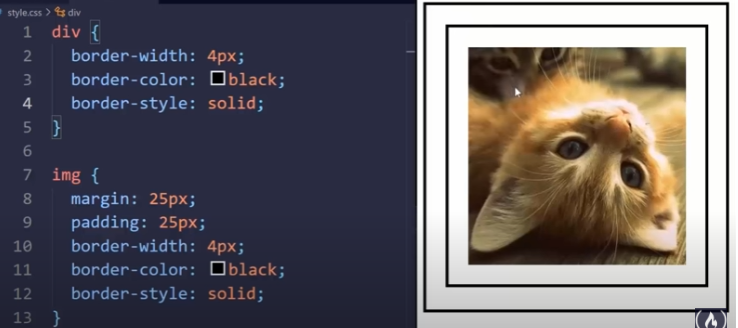 style.css > div
1 div {
2 border-width: 4px;
3 border-color: black;
4 border-style: solid;
5 }
6
7 img {
8 margin: 25px;
9 padding: 25px;
10 border-width: 4px;
11 border-color: black;
12 border-style: solid;
13 }